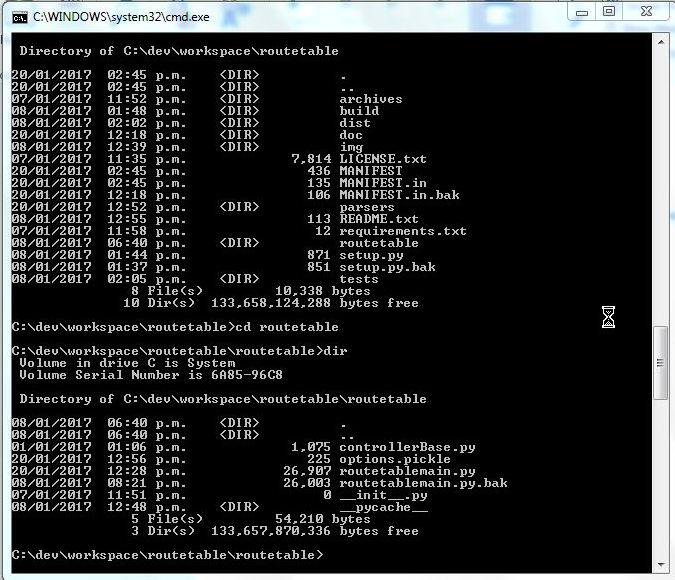 C:\WINDOWS\system32\cmd.exe
Directory of C:\dev\workspace\routetable
20/01/2017 02:45 p.m. <DIR> .
20/01/2017 02:45 p.m. <DIR> ..
07/01/2017 11:52 p.m. <DIR> archives
08/01/2017 01:48 p.m. <DIR> build
08/01/2017 02:02 p.m. <DIR> dist
20/01/2017 12:18 p.m. <DIR> doc
08/01/2017 12:39 p.m. <DIR> img
07/01/2017 11:35 p.m. 7,814 LICENSE.txt
20/01/2017 02:45 p.m. 436 MANIFEST
20/01/2017 02:45 p.m. 135 MANIFEST.in
20/01/2017 12:18 p.m. 106 MANIFEST.in.bak
20/01/2017 12:52 p.m. <DIR> parsers
08/01/2017 12:55 p.m. 113 README.txt
07/01/2017 11:58 p.m. 12 requirements.txt
08/01/2017 06:40 p.m. <DIR> routetable
08/01/2017 01:44 p.m. 871 setup.py
08/01/2017 01:37 p.m. 851 setup.py.bak
08/01/2017 02:05 p.m. <DIR> tests
8 File(s) 10,338 bytes
10 Dir(s) 133,658,124,288 bytes free
C:\dev\workspace\routetable>cd routetable
C:\dev\workspace\routetable\routetable>dir
Volume in drive C is System
Volume Serial Number is 6A85-96C8
Directory of C:\dev\workspace\routetable\routetable
08/01/2017 06:40 p.m. <DIR> .
08/01/2017 06:40 p.m. <DIR> ..
01/01/2017 01:06 p.m. 1,075 controllerBase.py
20/01/2017 12:56 p.m. 225 options.pickle
20/01/2017 12:28 p.m. 26,907 routetablemain.py
08/01/2017 08:21 p.m. 26,003 routetablemain.py.bak
07/01/2017 11:51 p.m. 0 __init__.py
08/01/2017 12:48 p.m. <DIR> __pycache__
5 File(s) 54,210 bytes
3 Dir(s) 133,657,870,336 bytes free
C:\dev\workspace\routetable\routetable>